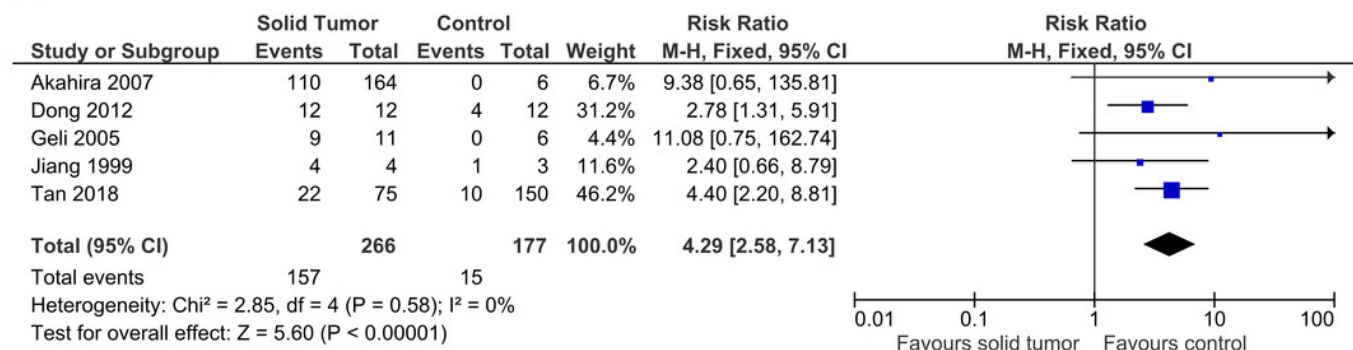 Solid Tumor Control Risk Ratio Risk Ratio
Study or Subgroup Events Total Events Total Weight M-H, Fixed, 95% CI M-H, Fixed, 95% CI
Akahira 2007 110 164 0 6 6.7% 9.38 [0.65, 135.81]
Dong 2012 12 12 4 12 31.2% 2.78 [1.31, 5.91]
Geli 2005 9 11 0 6 4.4% 11.08 [0.75, 162.74]
Jiang 1999 4 4 1 3 11.6% 2.40 [0.66, 8.79]
Tan 2018 22 75 10 150 46.2% 4.40 [2.20, 8.81]
Total (95% CI) 266 177 100.0% 4.29 [2.58, 7.13]
Total events 157 15
Heterogeneity: Chi² = 2.85, df = 4 (P = 0.58); I² = 0%
Test for overall effect: Z = 5.60 (P < 0.00001)
0.01 0.1 1 10 100
Favours solid tumor Favours control